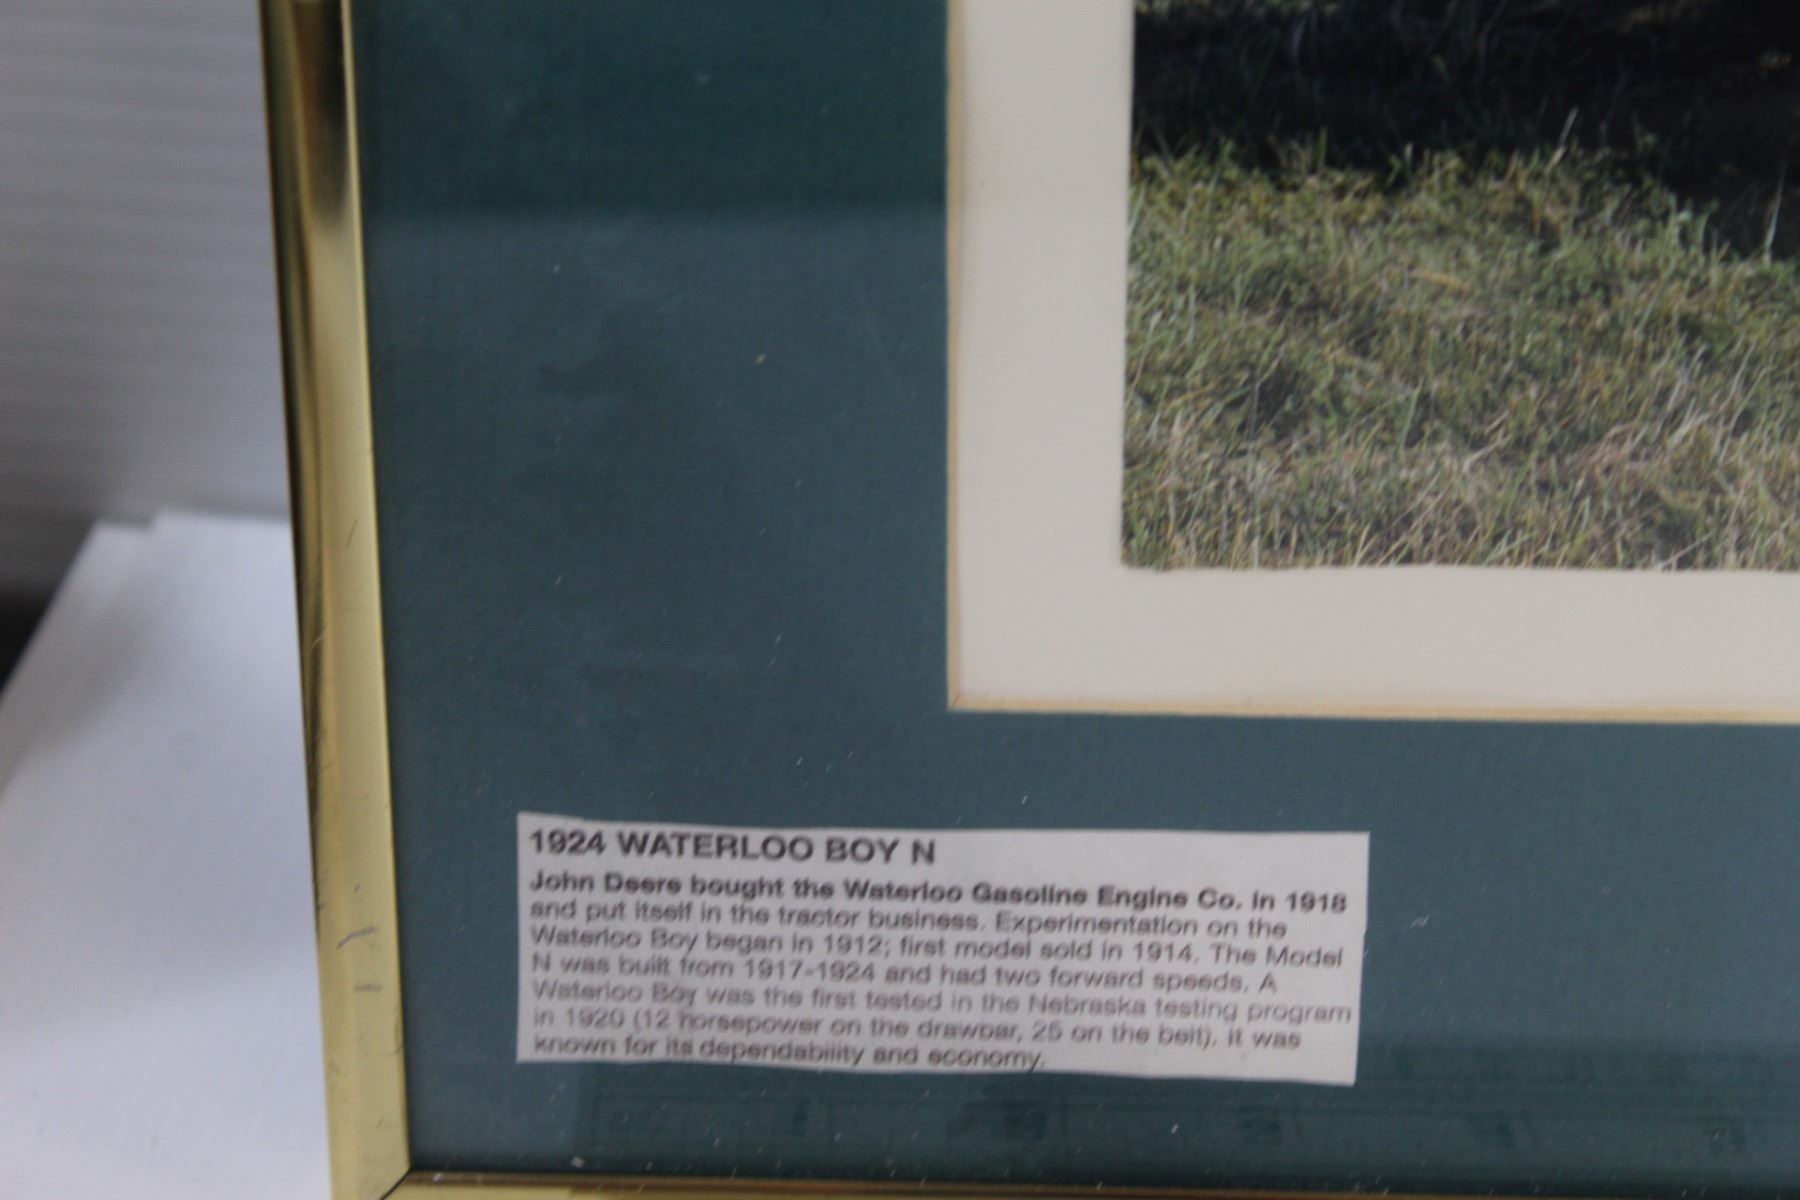 1924 WATERLOO BOY N
John Deere bought the Waterloo Gasoline Engine Co. in 1918
and put itself in the tractor business. Experimentation on the
Waterloo Boy began in 1912; first model sold in 1914. The Model
N was built from 1917-1924 and had two forward speeds. A
Waterloo Boy was the first tested in the Nebraska testing program
in 1920 (12 horsepower on the drawbar, 25 on the belt). It was
known for its dependability and economy.